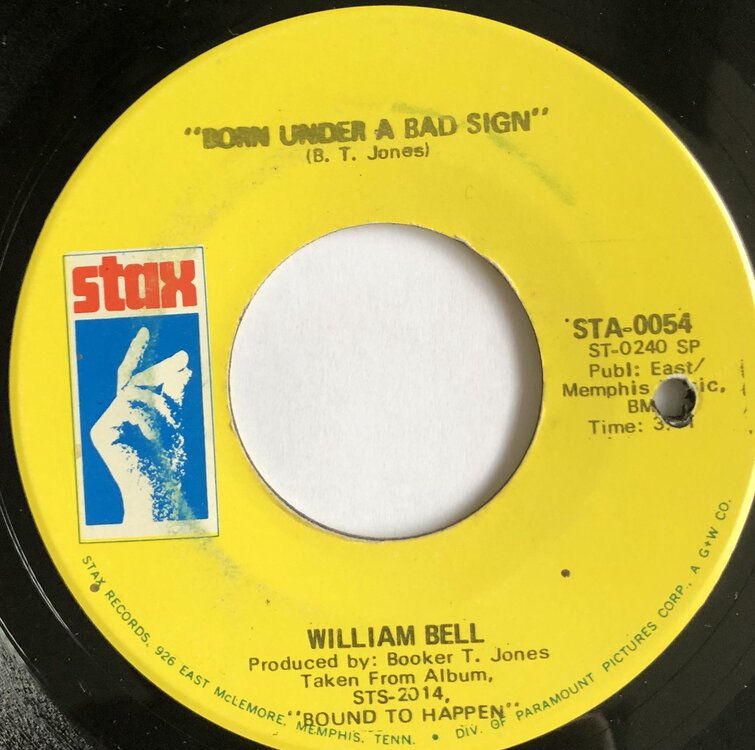 "BORN UNDER A BAD SIGN"
(B. T. Jones)
stax
STA-0054
ST-0240 SP
Publ: East/
Memphis
Time:
WILLIAM BELL
Produced by: Booker T. Jones
Taken From Album,
STS-2014,
"BOUND TO HAPPEN"
STAX RECORDS, 926 EAST McLEMORE, MEMPHIS, TENN. • DIV. OF PARAMOUNT PICTURES CORP., A G+W CO.